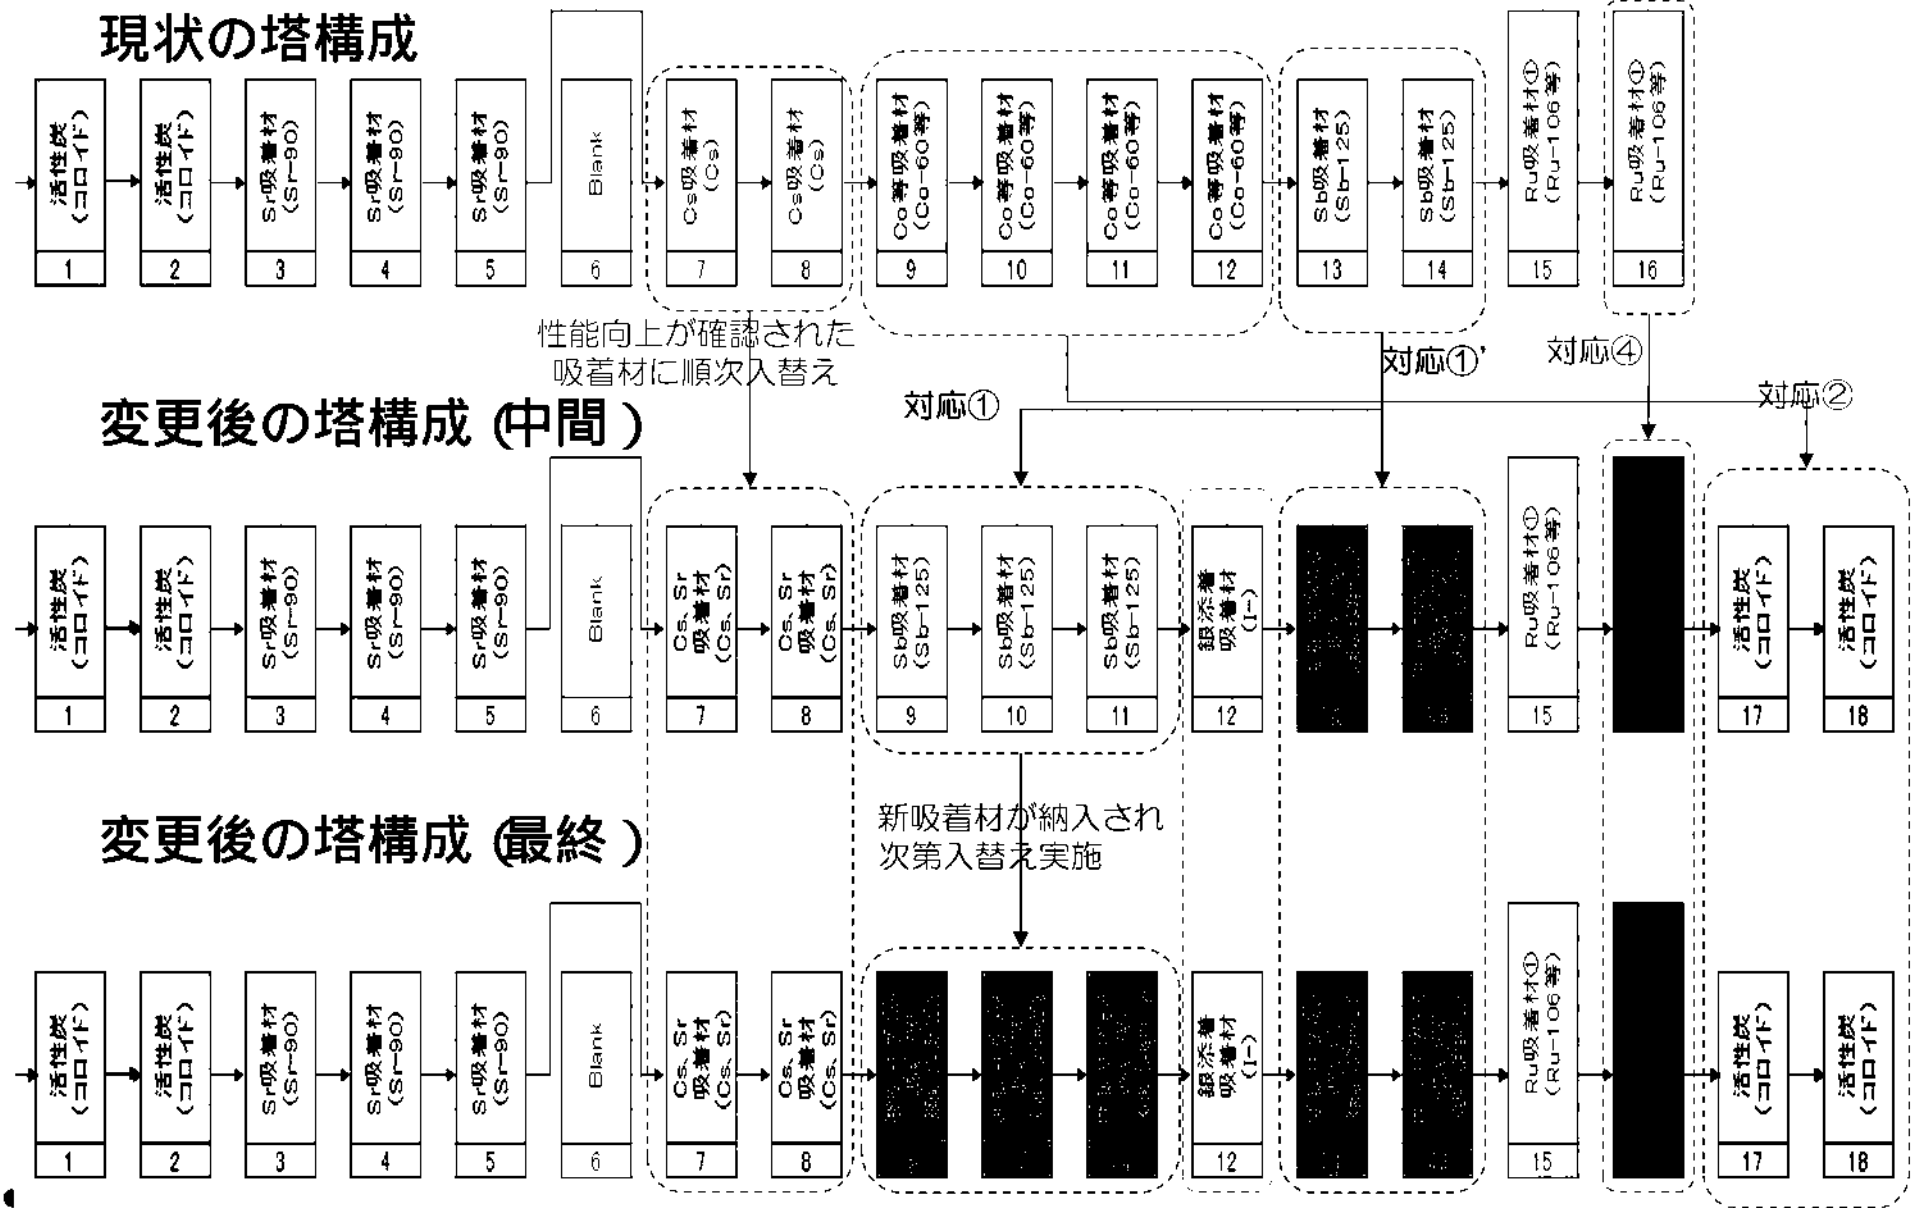 現状の塔構成
活性炭
(コロイド)
1
活性炭
(コロイド)
2
Sr吸着材
(Sr-90)
3
Sr吸着材
(Sr-90)
4
Sr吸着材
(Sr-90)
5
Blank
6
Cs吸着材
(Cs)
7
Cs吸着材
(Cs)
8
Co等吸着材
(Co-60等)
9
Co等吸着材
(Co-60等)
10
Co等吸着材
(Co-60等)
11
Co等吸着材
(Co-60等)
12
Sb吸着材
(Sb-125)
13
Sb吸着材
(Sb-125)
14
Ru吸着材①
(Ru-106等)
15
Ru吸着材①
(Ru-106等)
16
性能向上が確認された
吸着材に順次入替え
対応①
対応①'
対応④
対応②
変更後の塔構成(中間)
活性炭
(コロイド)
1
活性炭
(コロイド)
2
Sr吸着材
(Sr-90)
3
Sr吸着材
(Sr-90)
4
Sr吸着材
(Sr-90)
5
Blank
6
Cs、Sr
吸着材
(Cs、Sr)
7
Cs、Sr
吸着材
(Cs、Sr)
8
Sb吸着材
(Sb-125)
9
Sb吸着材
(Sb-125)
10
Sb吸着材
(Sb-125)
11
銀添着
吸着材
(I-)
12
Ru吸着材①
(Ru-106等)
15
活性炭
(コロイド)
17
活性炭
(コロイド)
18
新吸着材が納入され
次第入替え実施
変更後の塔構成(最終)
活性炭
(コロイド)
1
活性炭
(コロイド)
2
Sr吸着材
(Sr-90)
3
Sr吸着材
(Sr-90)
4
Sr吸着材
(Sr-90)
5
Blank
6
Cs、Sr
吸着材
(Cs、Sr)
7
Cs、Sr
吸着材
(Cs、Sr)
8
銀添着
吸着材
(I-)
12
Ru吸着材①
(Ru-106等)
15
活性炭
(コロイド)
17
活性炭
(コロイド)
18